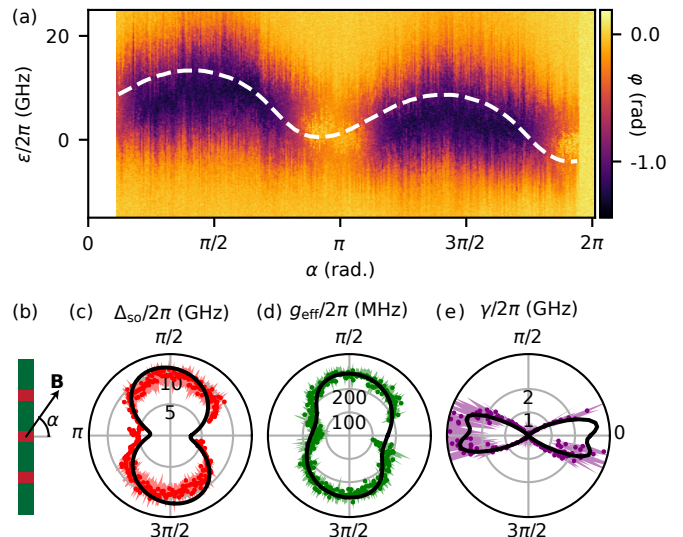 (a)
20
0
ε/2π (GHz)
0.0
-1.0
φ (rad)
0
π/2
π
3π/2
2π
α (rad.)
(b)
B
α
(c)
Δso/2π (GHz)
π/2
10
5
π
3π/2
(d)
geff/2π (MHz)
π/2
200
100
3π/2
(e)
γ/2π (GHz)
π/2
2
1
0
3π/2